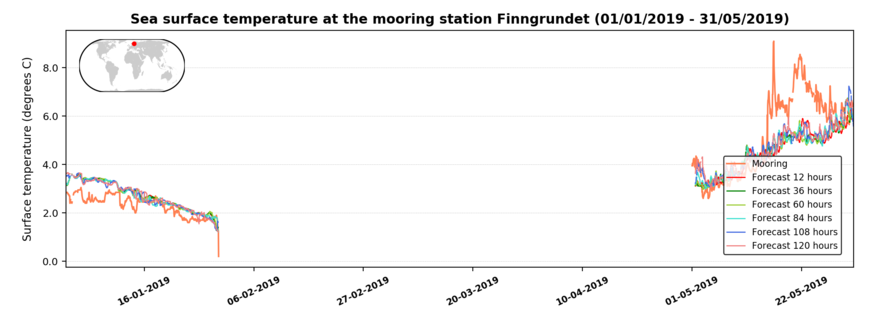 Sea surface temperature at the mooring station Finngrundet (01/01/2019 - 31/05/2019)
Surface temperature (degrees C)
8.0
6.0
4.0
2.0
0.0
Mooring
Forecast 12 hours
Forecast 36 hours
Forecast 60 hours
Forecast 84 hours
Forecast 108 hours
Forecast 120 hours
16-01-2019
06-02-2019
27-02-2019
20-03-2019
10-04-2019
01-05-2019
22-05-2019